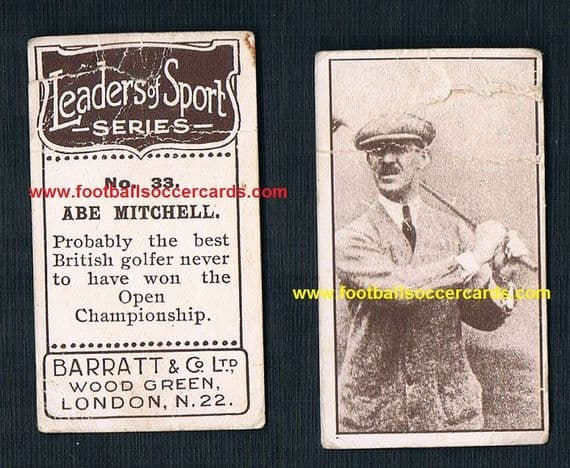 Leaders of Sport
SERIES
No. 33.
www.footballsoccercards.com
ABE MITCHELL.
Probably the best
British golfer never
to have won the
Open
Championship.
BARRATT & Co. LTD,
WOOD GREEN,
LONDON, N. 22.
www.footballsoccercards.com